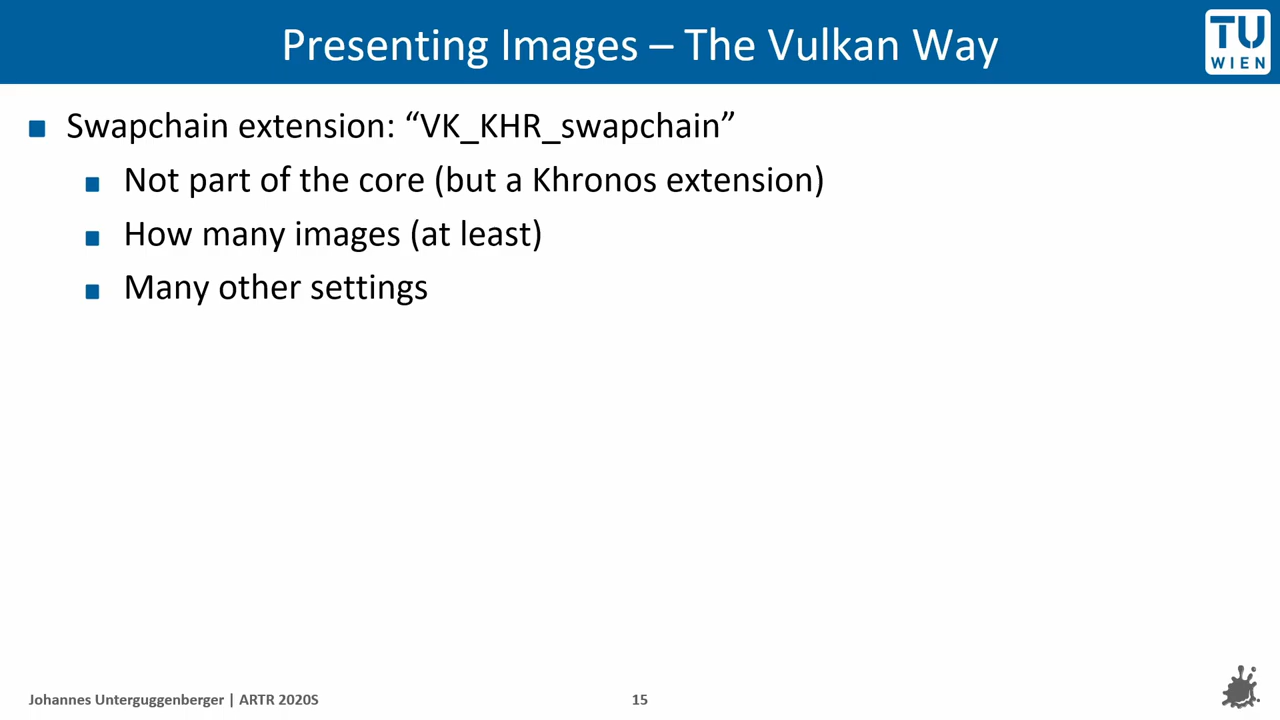 Presenting Images – The Vulkan Way
TU
WIEN
Swapchain extension: “VK_KHR_swapchain”
Not part of the core (but a Khronos extension)
How many images (at least)
Many other settings
Johannes Unterguggenberger | ARTR 2020S
15